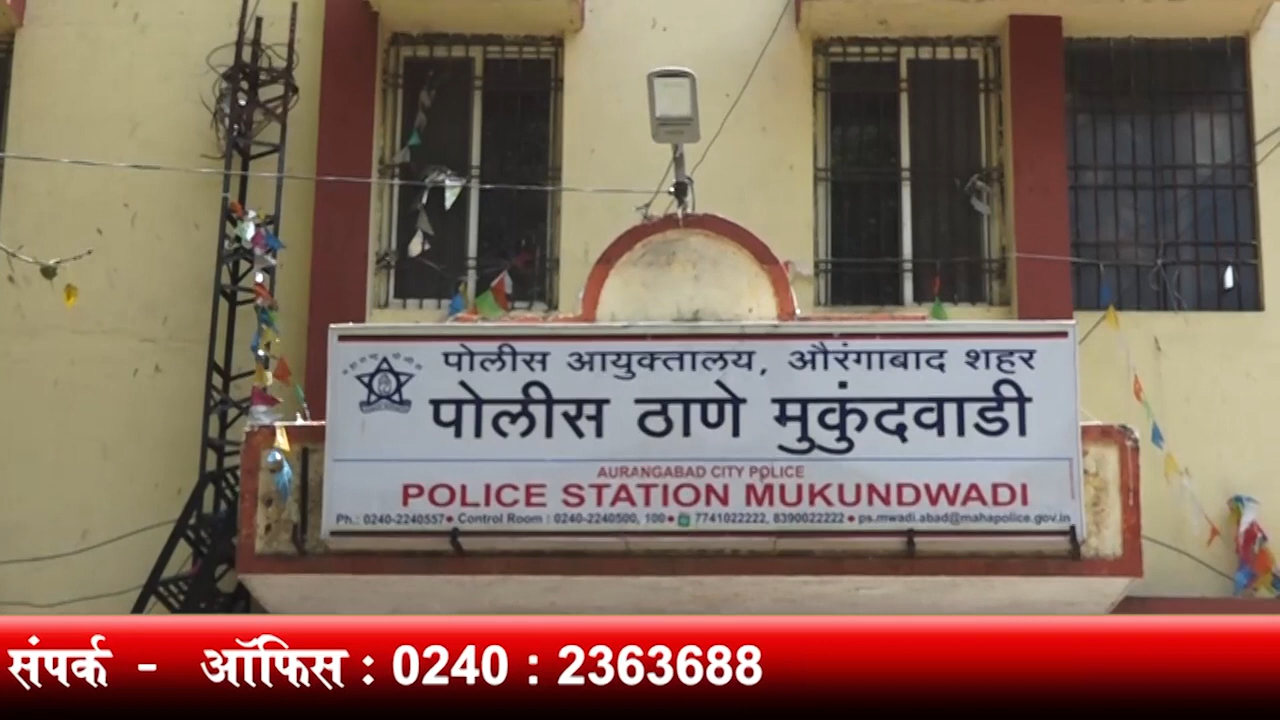 पोलीस आयुक्तालय, औरंगाबाद शहर
पोलीस ठाणे मुकुंदवाडी
AURANGABAD CITY POLICE
POLICE STATION MUKUNDWADI
Ph.: 0240-2240557● Control Room : 0240-2240500, 100● 7741022222, 8390022222 ● ps.mwadi.abad@mahapolice.gov.in
संपर्क - ऑफिस : 0240 : 2363688